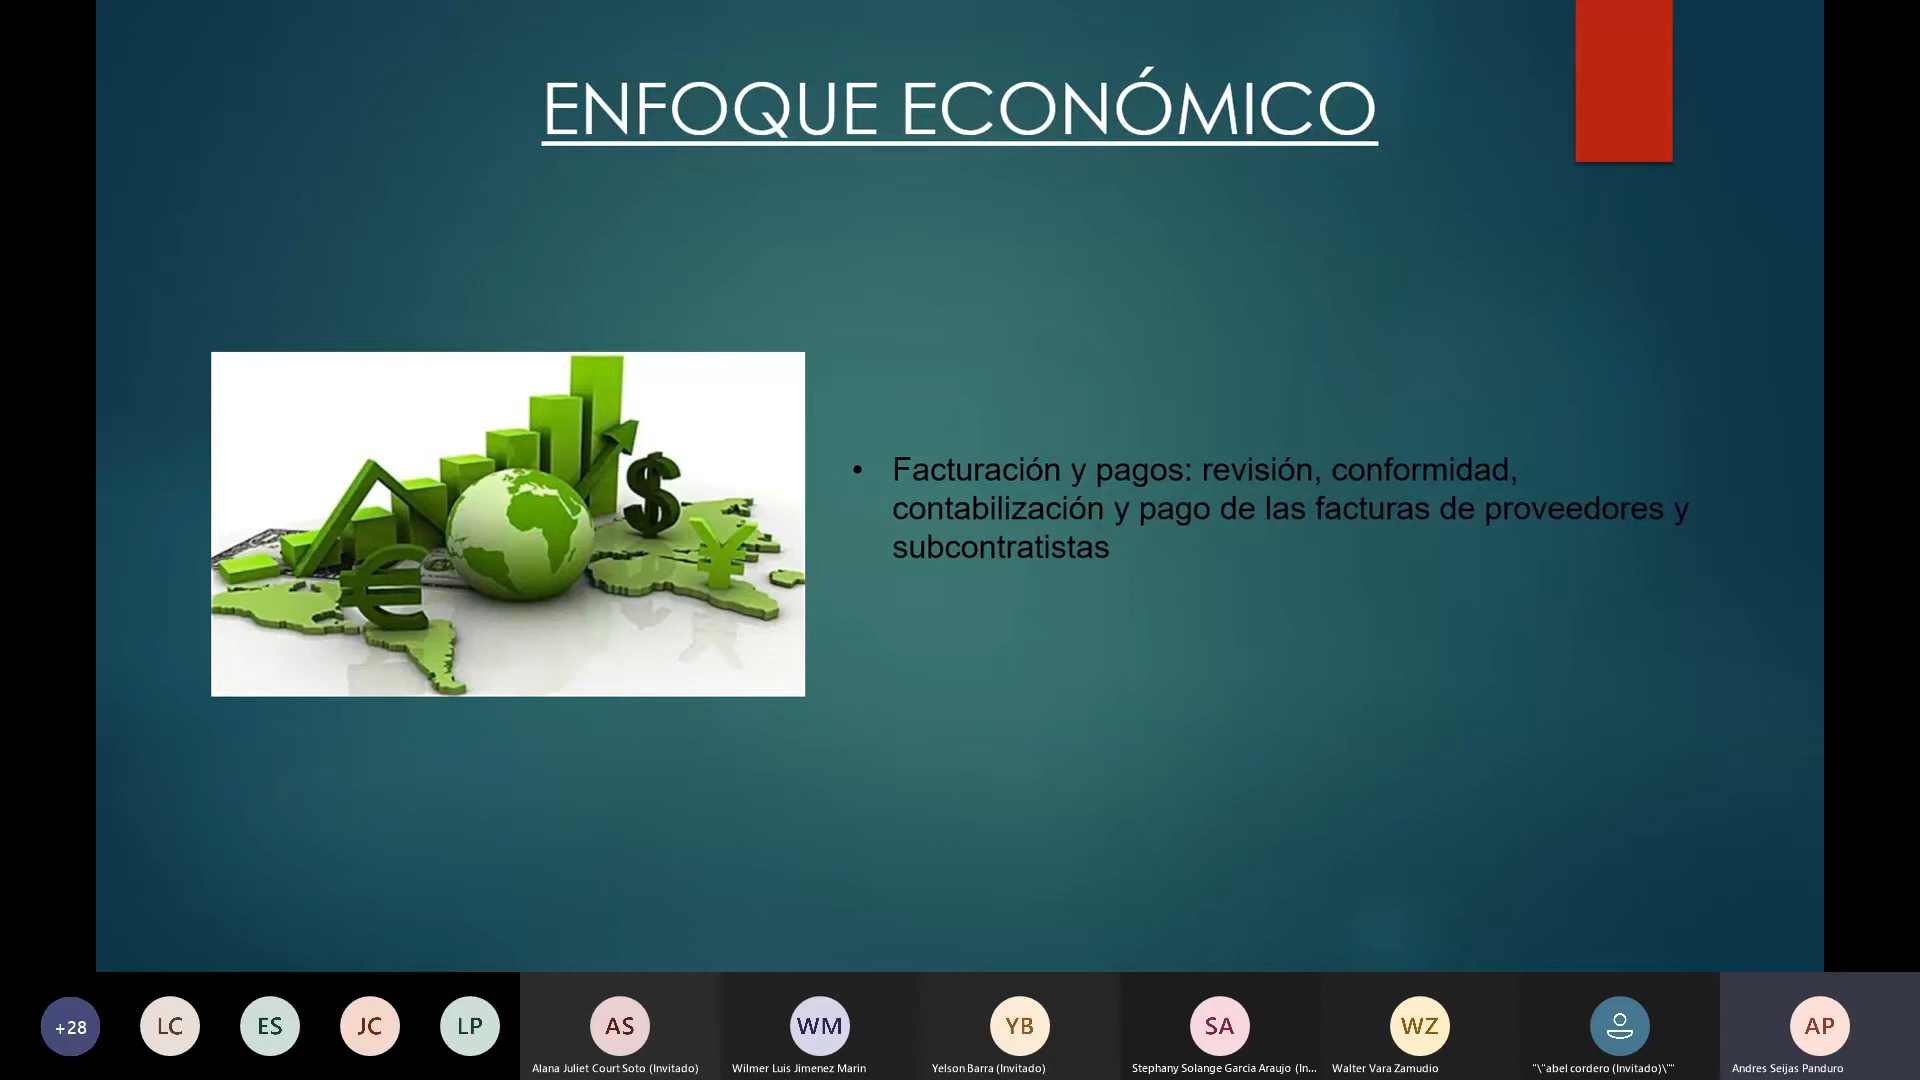 ENFOQUE ECONÓMICO
• Facturación y pagos: revisión, conformidad,
contabilización y pago de las facturas de proveedores y
subcontratistas
$
¥
€
+28
LC
ES
JC
LP
AS
WM
YB
SA
WZ
AP
Alana Juliet Court Soto (Invitado)
Wilmer Luis Jimenez Marin
Yelson Barra (Invitado)
Stephany Solange Garcia Araujo (In...
Walter Vara Zamudio
"\"abel cordero (Invitado)\""
Andres Seijas Panduro